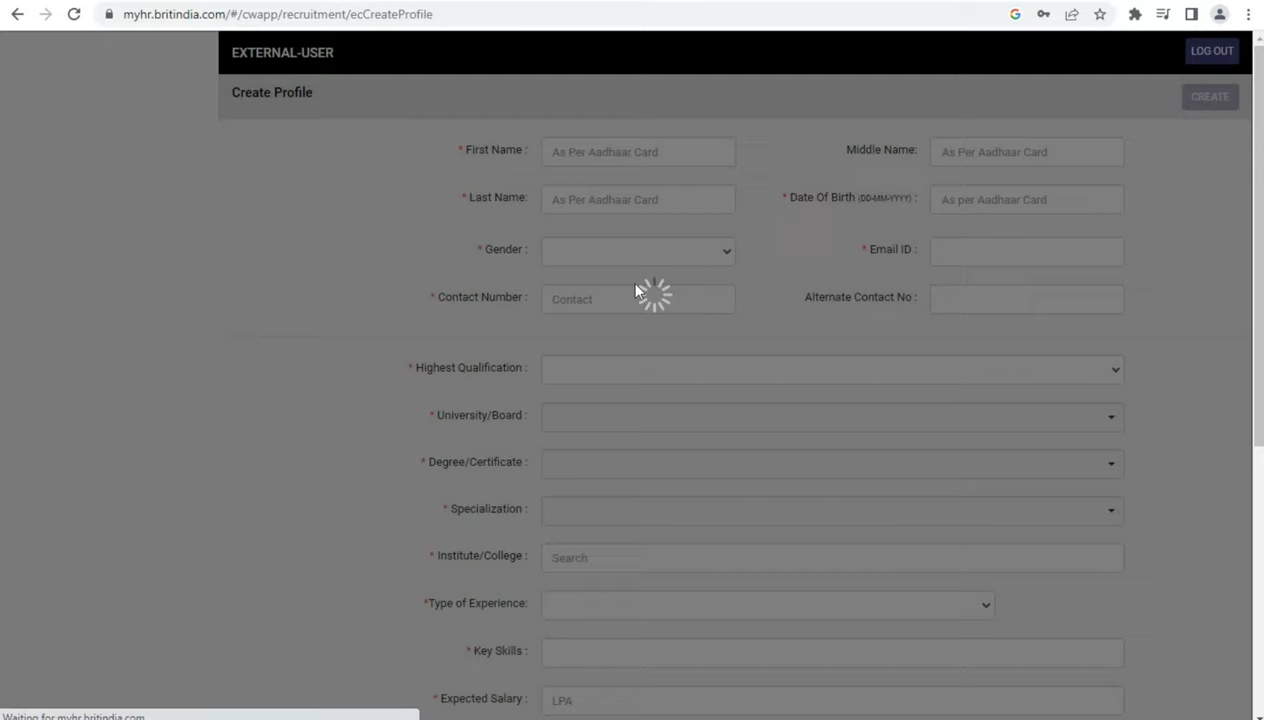 myhr.britindia.com/#/cwapp/recruitment/ecCreateProfile
EXTERNAL-USER
LOG OUT
Create Profile
CREATE
* First Name : As Per Aadhaar Card Middle Name: As Per Aadhaar Card
* Last Name: As Per Aadhaar Card * Date Of Birth (DD-MM-YYYY) : As per Aadhaar Card
* Gender : * Email ID :
* Contact Number : Contact Alternate Contact No :
* Highest Qualification :
* University/Board :
* Degree/Certificate :
* Specialization :
* Institute/College : Search
*Type of Experience:
* Key Skills :
* Expected Salary : LPA
Waiting for myhr.britindia.com...